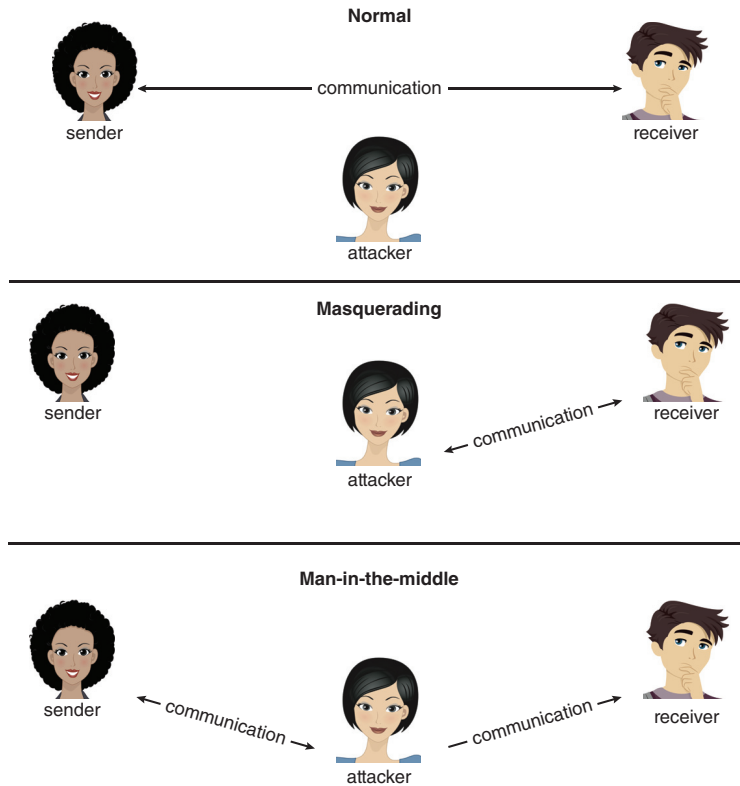 Normal
communication
sender
receiver
attacker
Masquerading
sender
communication
receiver
attacker
Man-in-the-middle
sender
communication
communication
receiver
attacker